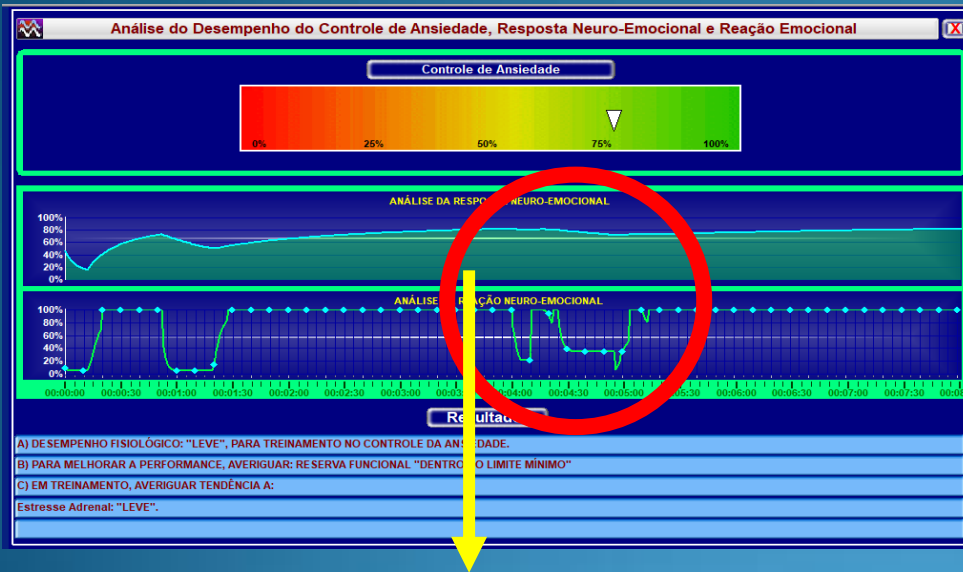 Análise do Desempenho do Controle de Ansiedade, Resposta Neuro-Emocional e Reação Emocional
X
Controle de Ansiedade
0% 25% 50% 75% 100%
ANÁLISE DA NEURO-EMOCIONAL
100%
80%
60%
40%
20%
0%
ANÁLISE NEURO-EMOCIONAL
100%
80%
60%
40%
20%
0%
00:00:00 00:00:30 00:01:00 00:01:30 00:02:00 00:02:30 00:03:00 00:04:00 00:04:30 00:05:00 00:06:00 00:06:30 00:07:00 00:07:30
A) DESEMPENHO FISIOLÓGICO: "LEVE", PARA TREINAMENTO NO CONTROLE DA
B) PARA MELHORAR A PERFORMANCE, AVERIGUAR: RESERVA FUNCIONAL LIMITE MÍNIMO"
C) EM TREINAMENTO, AVERIGUAR TENDÊNCIA A:
Estresse Adrenal: "LEVE".